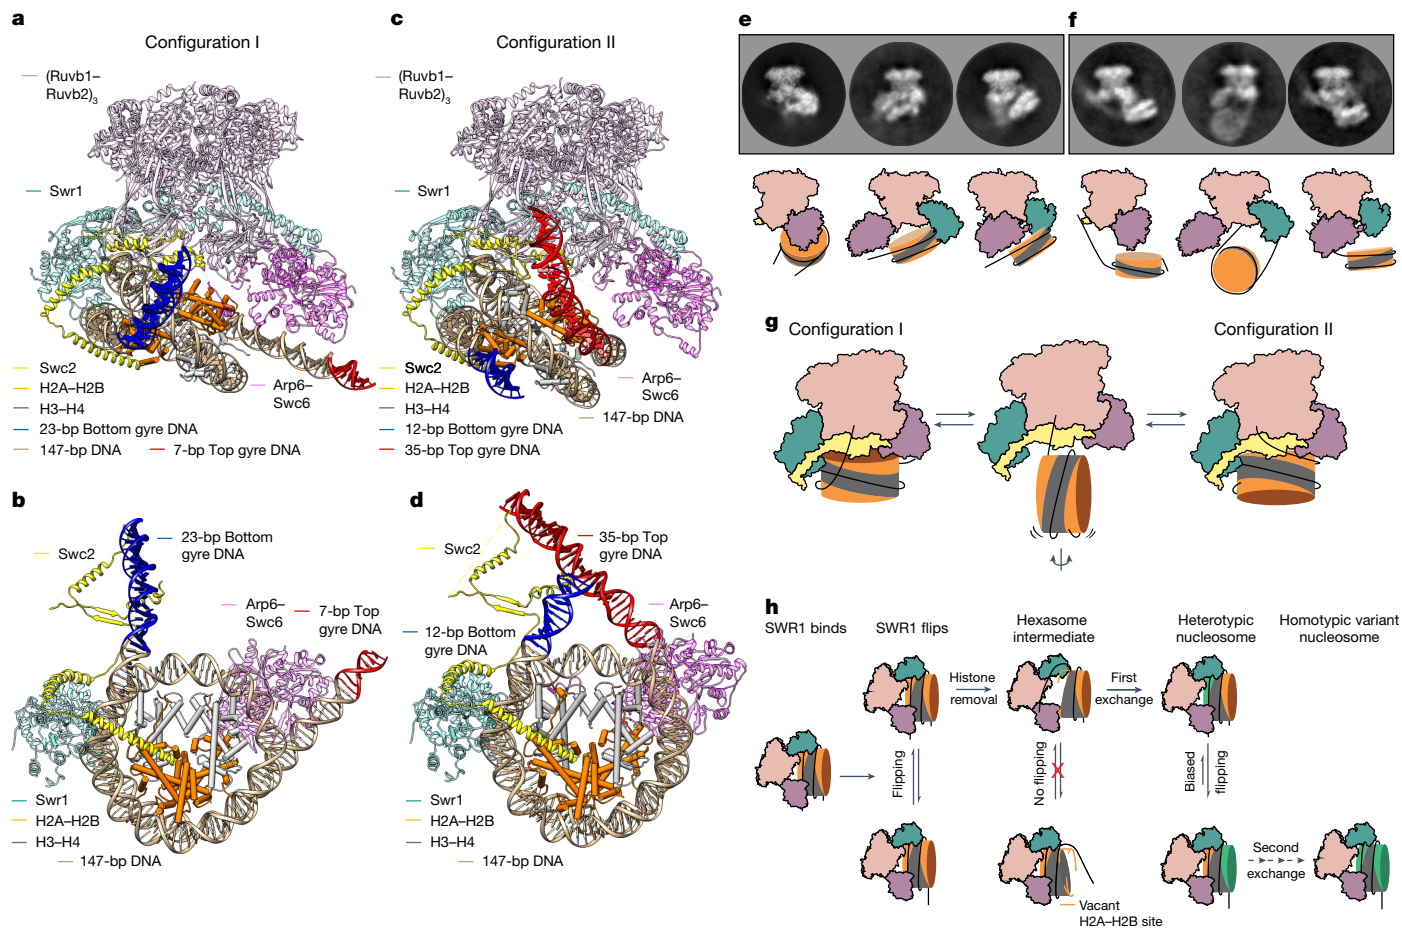 a
Configuration I
(Ruvb1–
Ruvb2)3
Swr1
Swc2
H2A–H2B
H3–H4
23-bp Bottom gyre DNA
147-bp DNA
7-bp Top gyre DNA
Arp6–
Swc6
c
Configuration II
(Ruvb1–
Ruvb2)3
Swr1
Swc2
H2A–H2B
H3–H4
12-bp Bottom gyre DNA
35-bp Top gyre DNA
Arp6–
Swc6
147-bp DNA
b
Swc2
23-bp Bottom
gyre DNA
Arp6–
Swc6
7-bp Top
gyre DNA
Swr1
H2A–H2B
H3–H4
147-bp DNA
d
Swc2
35-bp Top
gyre DNA
12-bp Bottom
gyre DNA
Arp6–
Swc6
Swr1
H2A–H2B
H3–H4
147-bp DNA
e
f
g
Configuration I
Configuration II
h
SWR1 binds
SWR1 flips
Hexasome
intermediate
Heterotypic
nucleosome
Homotypic variant
nucleosome
Histone
removal
First
exchange
Flipping
No flipping
X
Biased
flipping
Second
exchange
Vacant
H2A–H2B site